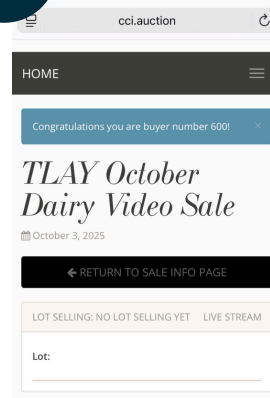 cci.auction
HOME
Congratulations you are buyer number 600! ×
TLAY October
Dairy Video Sale
October 3, 2025
← RETURN TO SALE INFO PAGE
LOT SELLING: NO LOT SELLING YET LIVE STREAM
Lot: